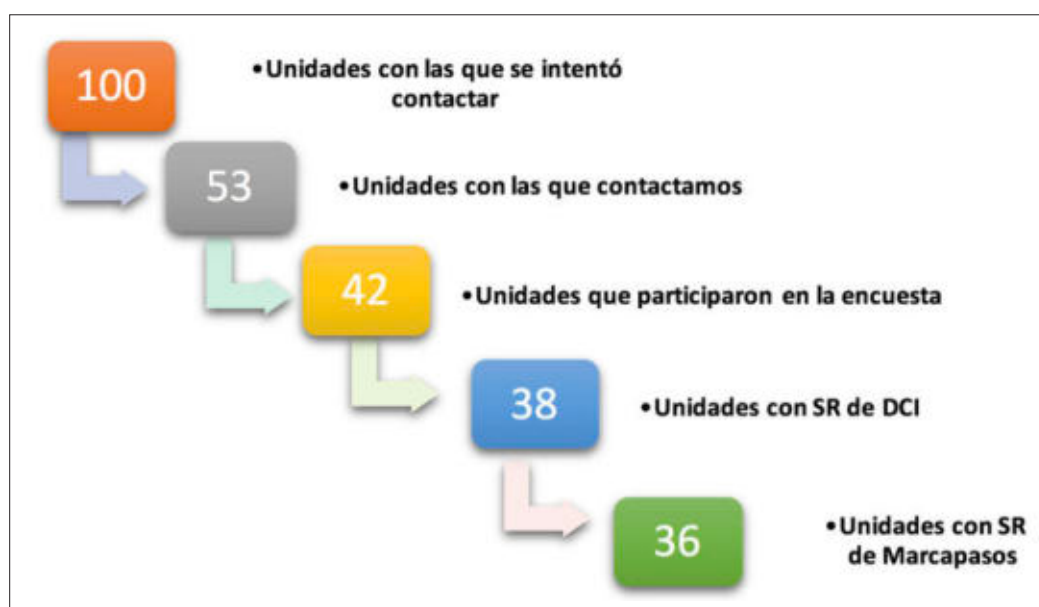 100
•Unidades con las que se intentó
contactar
53
•Unidades con las que contactamos
42
•Unidades que participaron en la encuesta
38
•Unidades con SR de DCI
36
•Unidades con SR
de Marcapasos